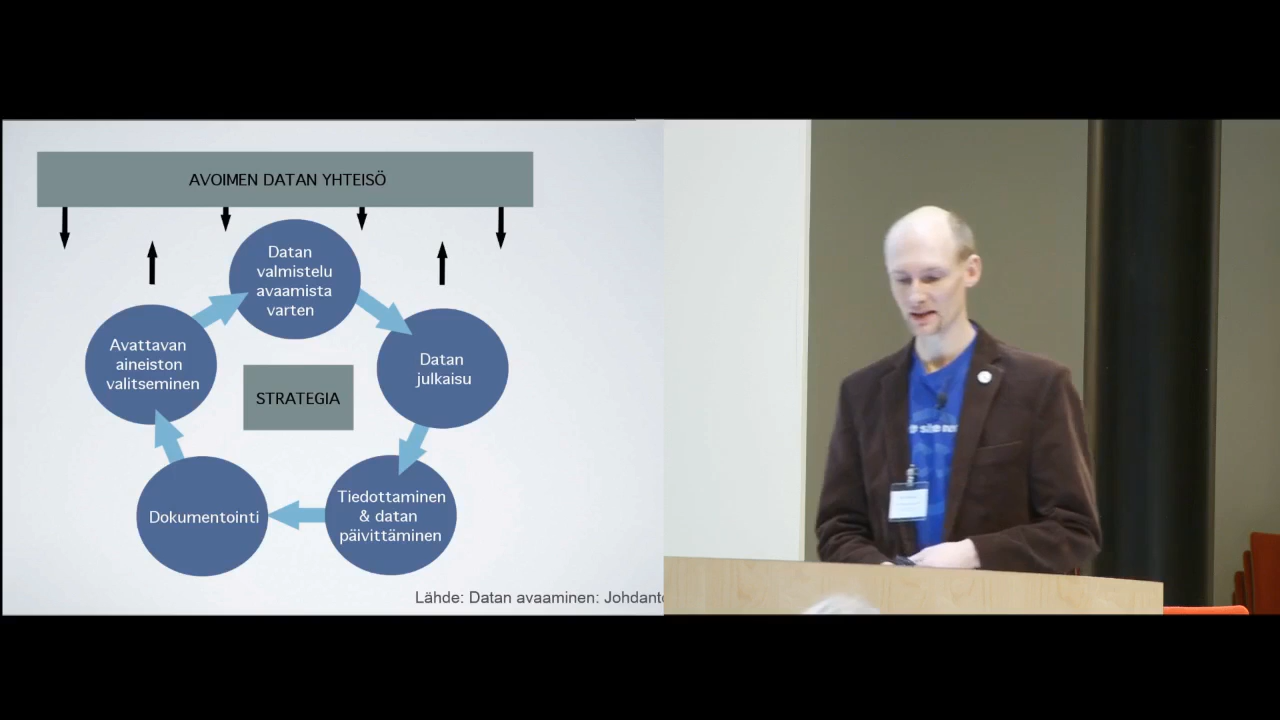 AVOIMEN DATAN YHTEISÖ
Datan
valmistelu
avaamista
varten
Avattavan
aineiston
valitseminen
Datan
julkaisu
STRATEGIA
Dokumentointi
Tiedottaminen
& datan
päivittäminen
Lähde: Datan avaaminen: